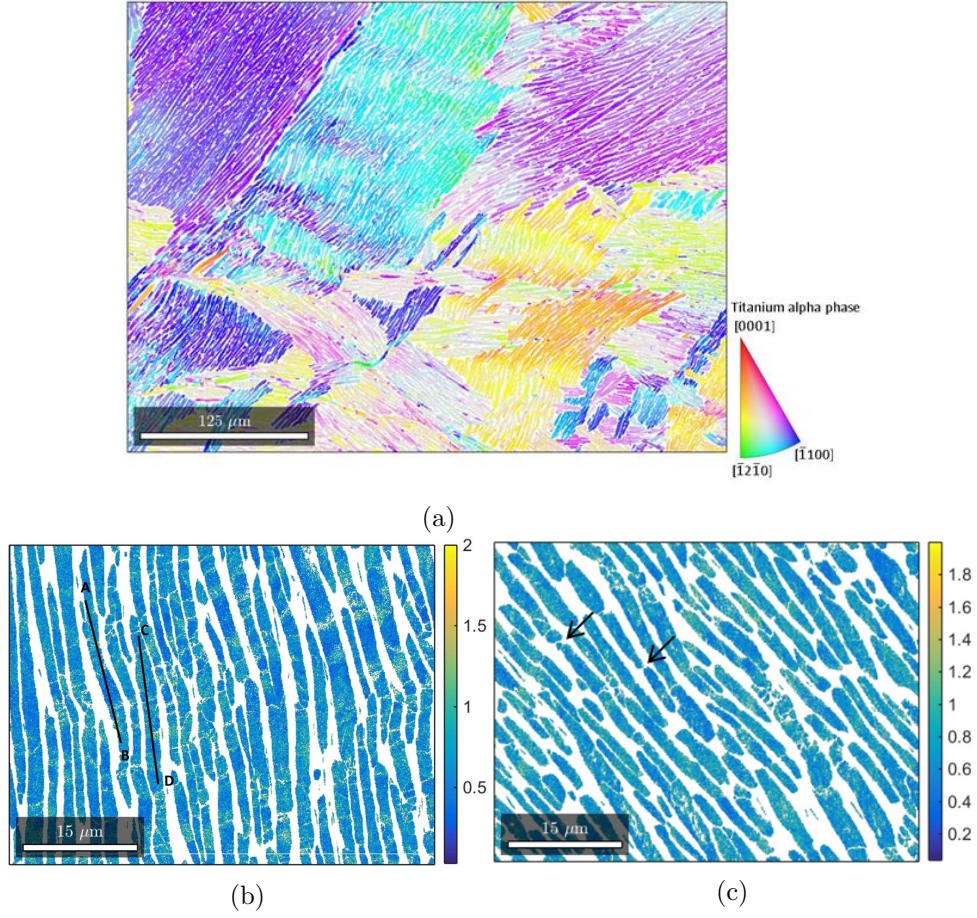 Titanium alpha phase
[0001]
[1̅100]
[1̅21̅0]
125 μm
(a)
A
C
B
D
15 μm
2
1.5
1
0.5
(b)
15 μm
1.8
1.6
1.4
1.2
1
0.8
0.6
0.4
0.2
(c)